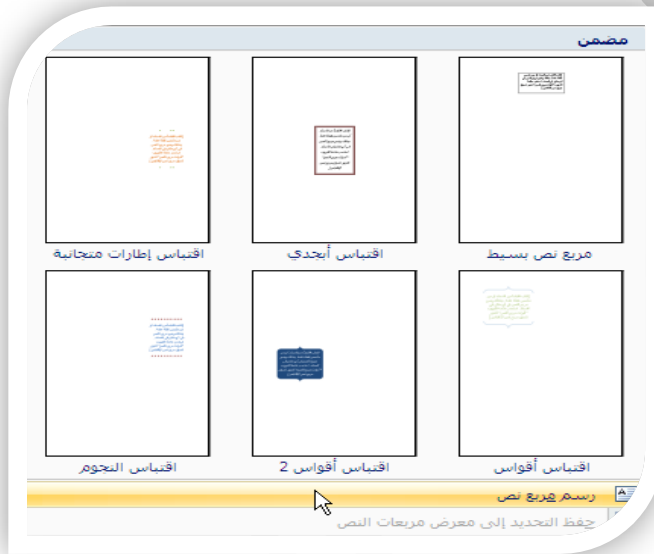 مضمن
مربع نص بسيط
اقتباس أبجدي
اقتباس إطارات متجانبة
اقتباس أقواس
اقتباس أقواس 2
اقتباس النجوم
رسم مربع نص
حفظ التحديد إلى معرض مربعات النص